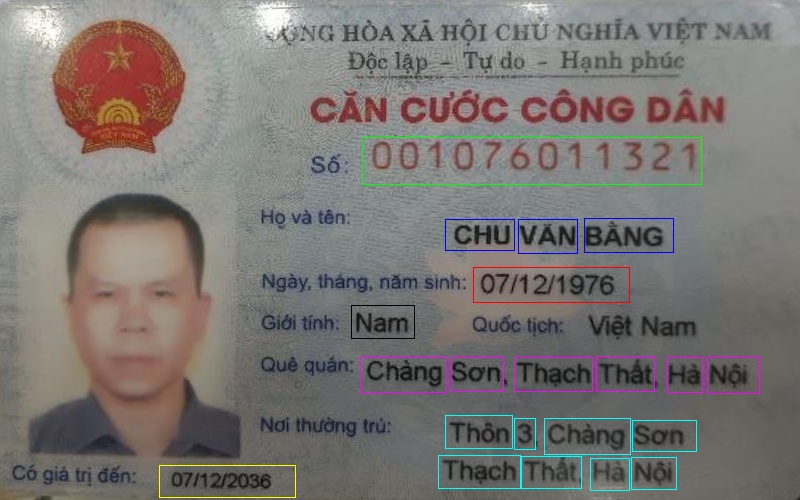 CỘNG HÒA XÃ HỘI CHỦ NGHĨA VIỆT NAM
Độc lập - Tự do - Hạnh phúc
CĂN CƯỚC CÔNG DÂN
Số: 001076011321
Họ và tên:
CHU VĂN BẰNG
Ngày, tháng, năm sinh: 07/12/1976
Giới tính: Nam Quốc tịch: Việt Nam
Quê quán: Chàng Sơn, Thạch Thất, Hà Nội
Nơi thường trú: Thôn 3, Chàng Sơn
Thạch Thất, Hà Nội
Có giá trị đến: 07/12/2036